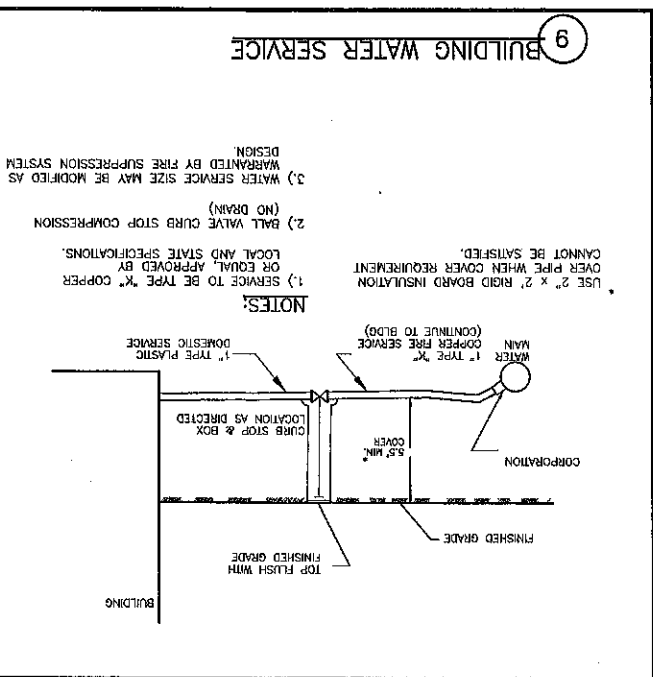 BUILDING
TOP FLUSH WITH
FINISHED GRADE
FINISHED GRADE
CORPORATION
5.5' MIN.*
COVER
CURB STOP & BOX
LOCATION AS DIRECTED
WATER
MAIN
1" TYPE "K"
COPPER FIRE SERVICE
(CONTINUE TO BLDG)
1" TYPE PLASTIC
DOMESTIC SERVICE
* USE 2" x 2' RIGID BOARD INSULATION
OVER PIPE WHEN COVER REQUIREMENT
CANNOT BE SATISFIED.
NOTES:
1.) SERVICE TO BE TYPE "K" COPPER
OR EQUAL, APPROVED BY
LOCAL AND STATE SPECIFICATIONS.
2.) BALL VALVE CURB STOP COMPRESSION
(NO DRAIN)
3.) WATER SERVICE SIZE MAY BE MODIFIED AS
WARRANTED BY FIRE SUPPRESSION SYSTEM
DESIGN.
6 BUILDING WATER SERVICE